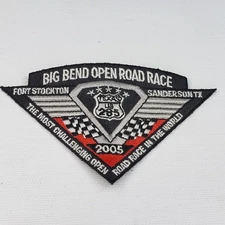 BIG BEND OPEN ROAD RACE
FORT STOCKTON
SANDERSON TX
TEXAS
US
285
2005
THE MOST CHALLENGING OPEN
ROAD RACE IN THE WORLD